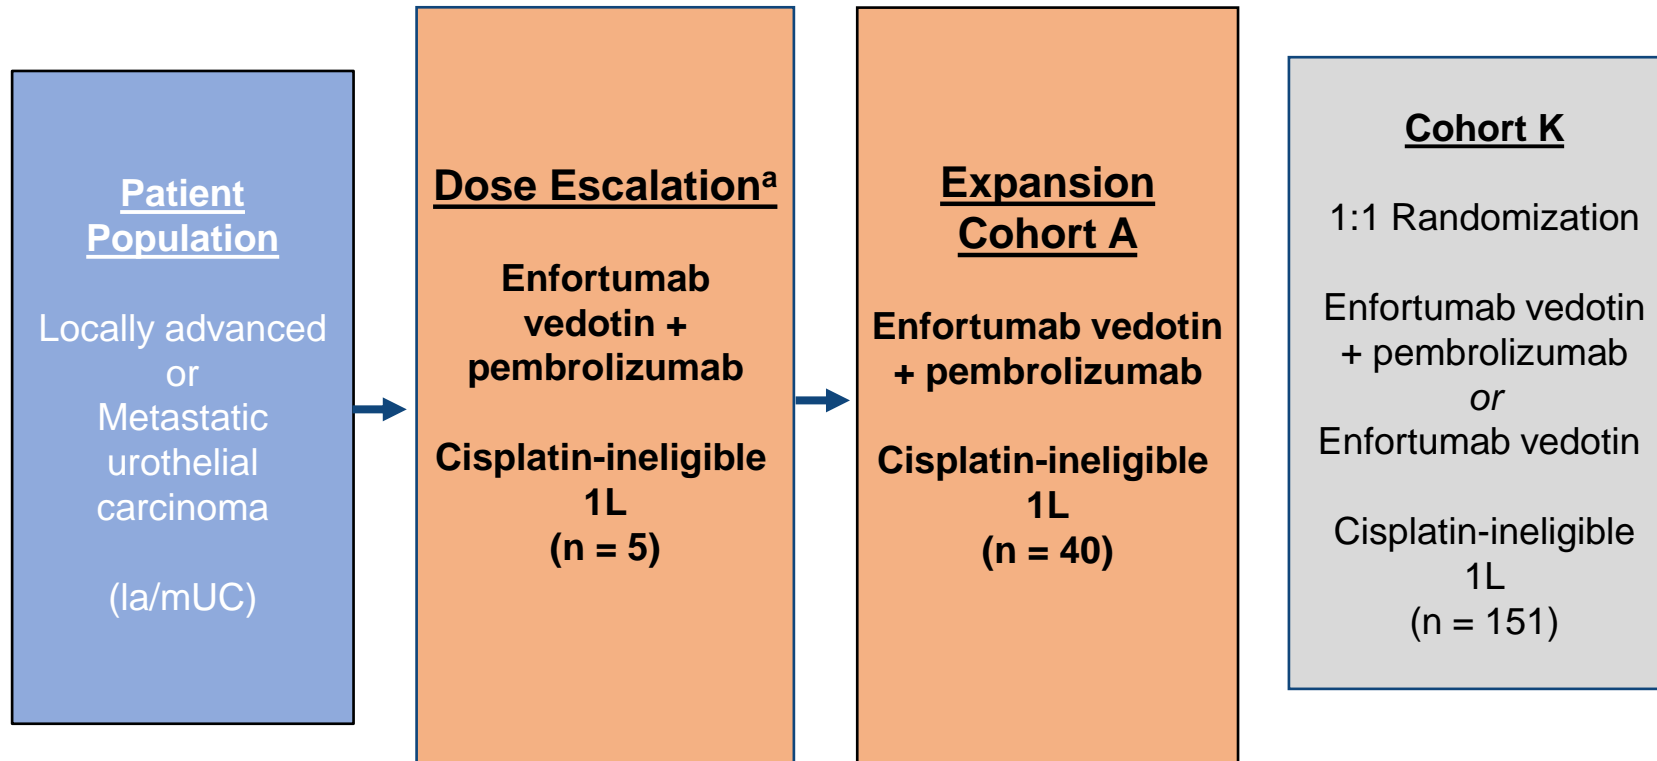 Patient
Population
Locally advanced
or
Metastatic
urothelial
carcinoma
(la/mUC)
Dose Escalationᵃ
Enfortumab
vedotin +
pembrolizumab
Cisplatin-ineligible
1L
(n = 5)
Expansion
Cohort A
Enfortumab vedotin
+ pembrolizumab
Cisplatin-ineligible
1L
(n = 40)
Cohort K
1:1 Randomization
Enfortumab vedotin
+ pembrolizumab
or
Enfortumab vedotin
Cisplatin-ineligible
1L
(n = 151)